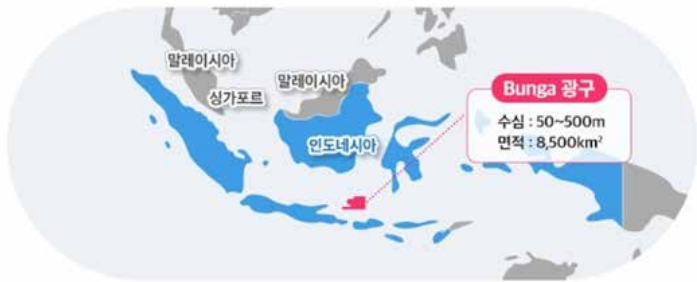 말레이시아
말레이시아
싱가포르
인도네시아
Bunga 광구
수심 : 50~500m
면적 : 8,500km²